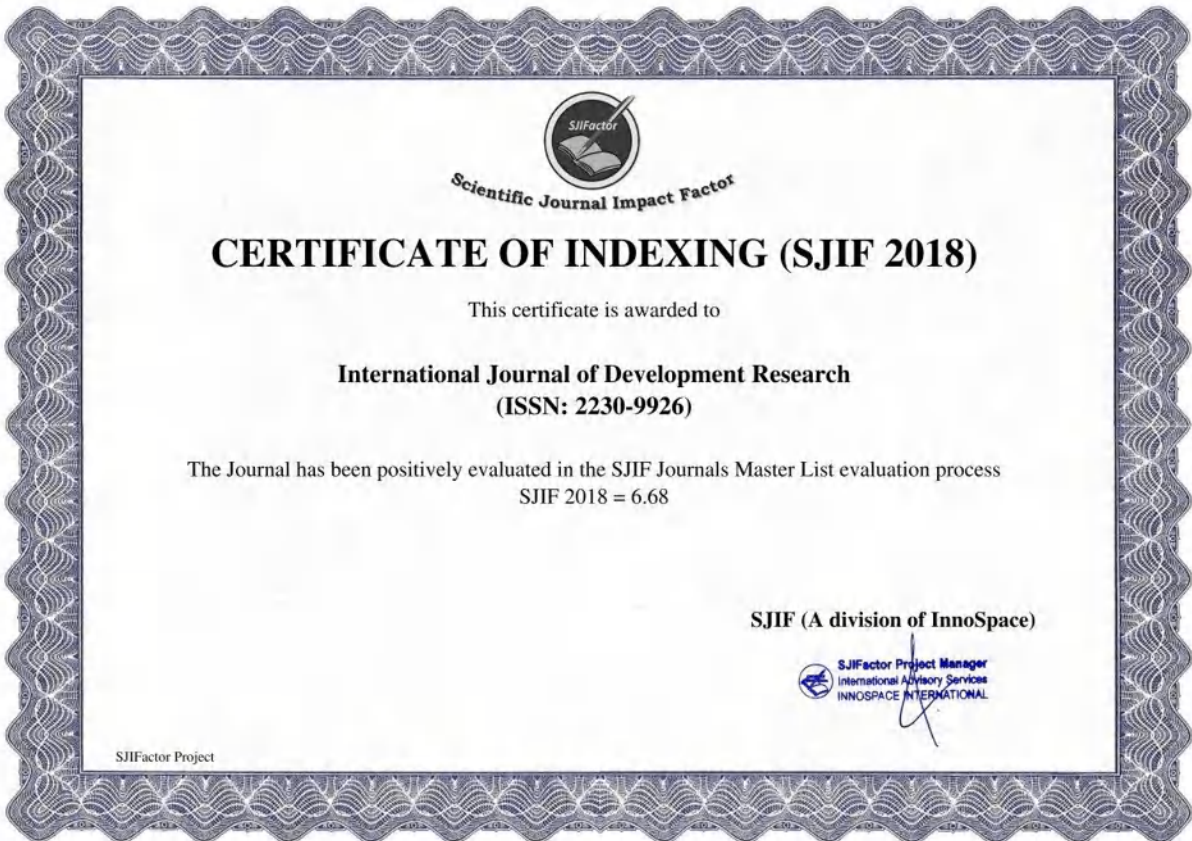 SJIFactor
Scientific Journal Impact Factor
CERTIFICATE OF INDEXING (SJIF 2018)
This certificate is awarded to
International Journal of Development Research
(ISSN: 2230-9926)
The Journal has been positively evaluated in the SJIF Journals Master List evaluation process
SJIF 2018 = 6.68
SJIF (A division of InnoSpace)
SJIFactor Project Manager
International Advisory Services
INNOSPACE INTERNATIONAL
SJIFactor Project